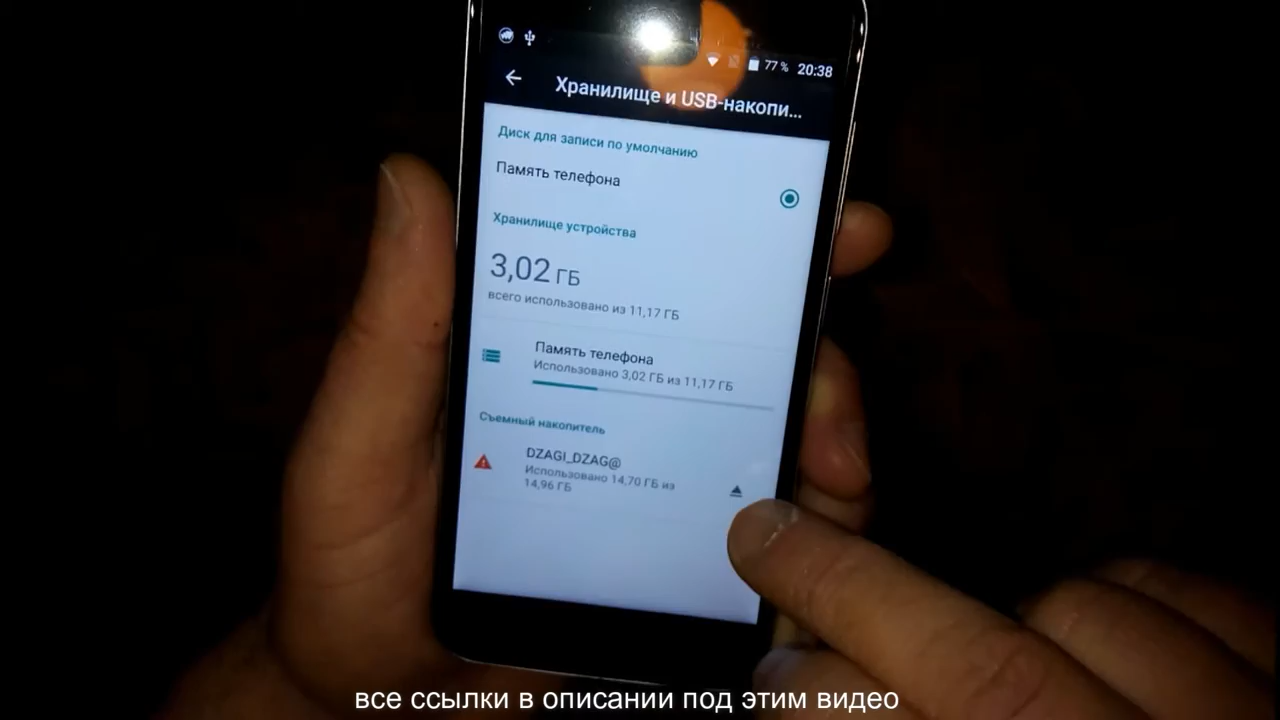 77 % 20:38
Хранилище и USB-накопи...
Диск для записи по умолчанию
Память телефона
Хранилище устройства
3,02 ГБ
всего использовано из 11,17 ГБ
Память телефона
Использовано 3,02 ГБ из 11,17 ГБ
Съемный накопитель
DZAGI_DZAG@
Использовано 14,70 ГБ из
14,96 ГБ
все ссылки в описании под этим видео